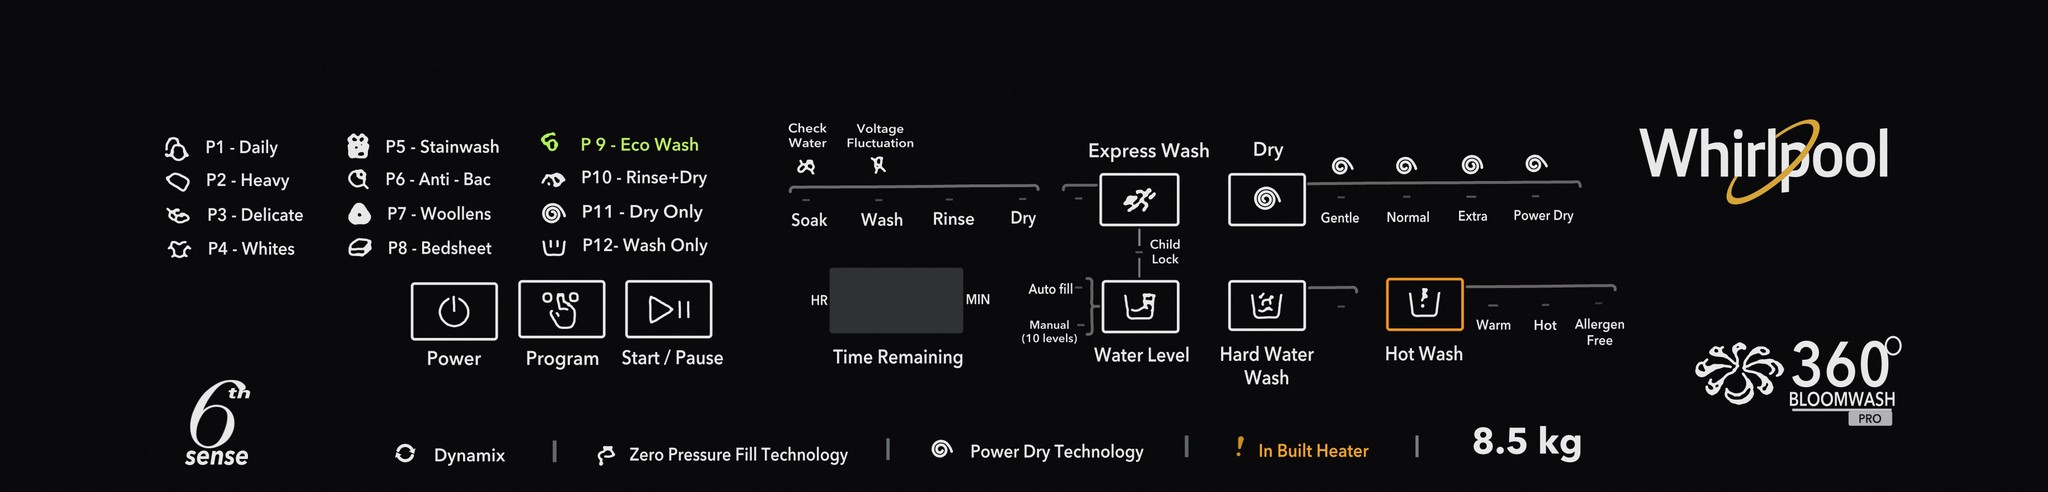 P1 - Daily
P2 - Heavy
P3 - Delicate
P4 - Whites
P5 - Stainwash
P6 - Anti - Bac
P7 - Woollens
P8 - Bedsheet
P 9 - Eco Wash
P10 - Rinse+Dry
P11 - Dry Only
P12- Wash Only
Power
Program
Start / Pause
Check
Water
Voltage
Fluctuation
Soak
Wash
Rinse
Dry
HR
MIN
Time Remaining
Express Wash
Child
Lock
Auto fill
Manual
(10 levels)
Water Level
Dry
Gentle
Normal
Extra
Power Dry
Hard Water
Wash
Hot Wash
Warm
Hot
Allergen
Free
Whirlpool
360°
BLOOMWASH
PRO
6th
sense
Dynamix
Zero Pressure Fill Technology
Power Dry Technology
In Built Heater
8.5 kg